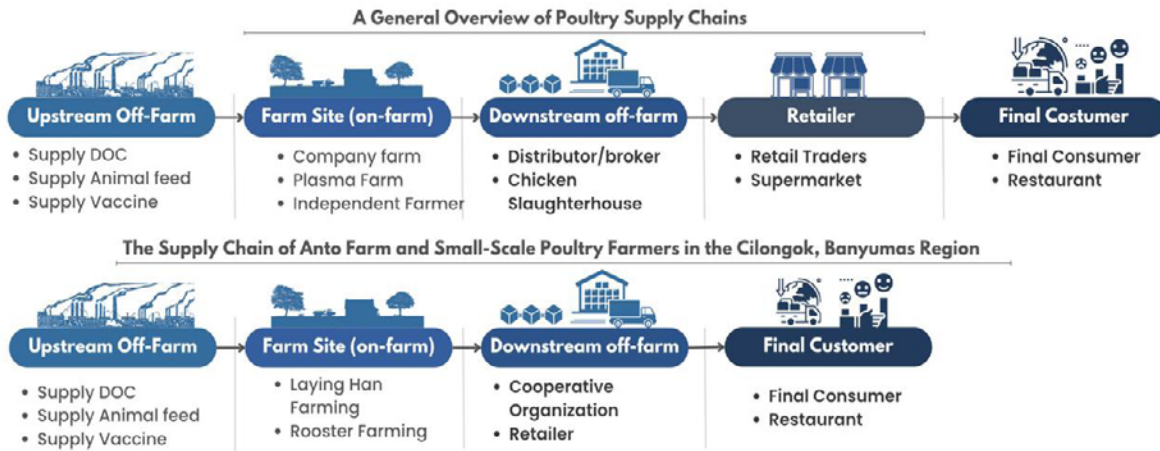 A General Overview of Poultry Supply Chains
Upstream Off-Farm
Farm Site (on-farm)
Downstream off-farm
Retailer
Final Costumer
• Supply DOC
• Supply Animal feed
• Supply Vaccine
• Company farm
• Plasma Farm
• Independent Farmer
• Distributor/broker
• Chicken
Slaughterhouse
• Retail Traders
• Supermarket
• Final Consumer
• Restaurant
The Supply Chain of Anto Farm and Small-Scale Poultry Farmers in the Cilongok, Banyumas Region
Upstream Off-Farm
Farm Site (on-farm)
Downstream off-farm
Final Customer
• Supply DOC
• Supply Animal feed
• Supply Vaccine
• Laying Han
Farming
• Rooster Farming
• Cooperative
Organization
• Retailer
• Final Consumer
• Restaurant